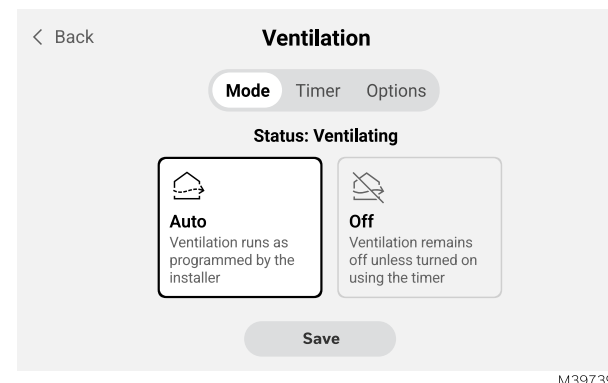 Back
Ventilation
Mode Timer Options
Status: Ventilating
Auto
Ventilation runs as
programmed by the
installer
Off
Ventilation remains
off unless turned on
using the timer
Save
M39739